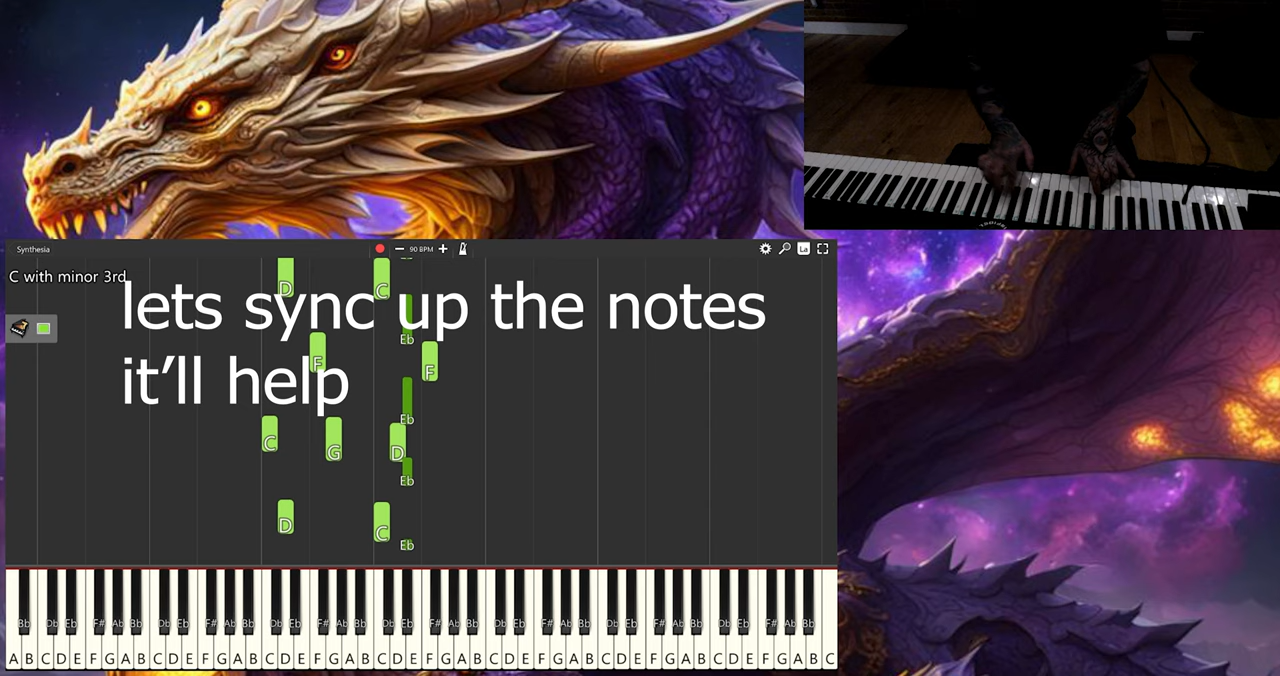 Synthesia
90 BPM
La
C with minor 3rd
lets sync up the notes
it’ll help
D C
Eb
F F
Eb
C G D
Eb
D C
Eb
Bb Db Eb F# Ab Bb Db Eb F# Ab Bb Db Eb F# Ab Bb Db Eb F# Ab Bb Db Eb F# Ab Bb Db Eb F# Ab Bb Db Eb F# Ab Bb
A B C D E F G A B C D E F G A B C D E F G A B C D E F G A B C D E F G A B C D E F G A B C D E F G A B C